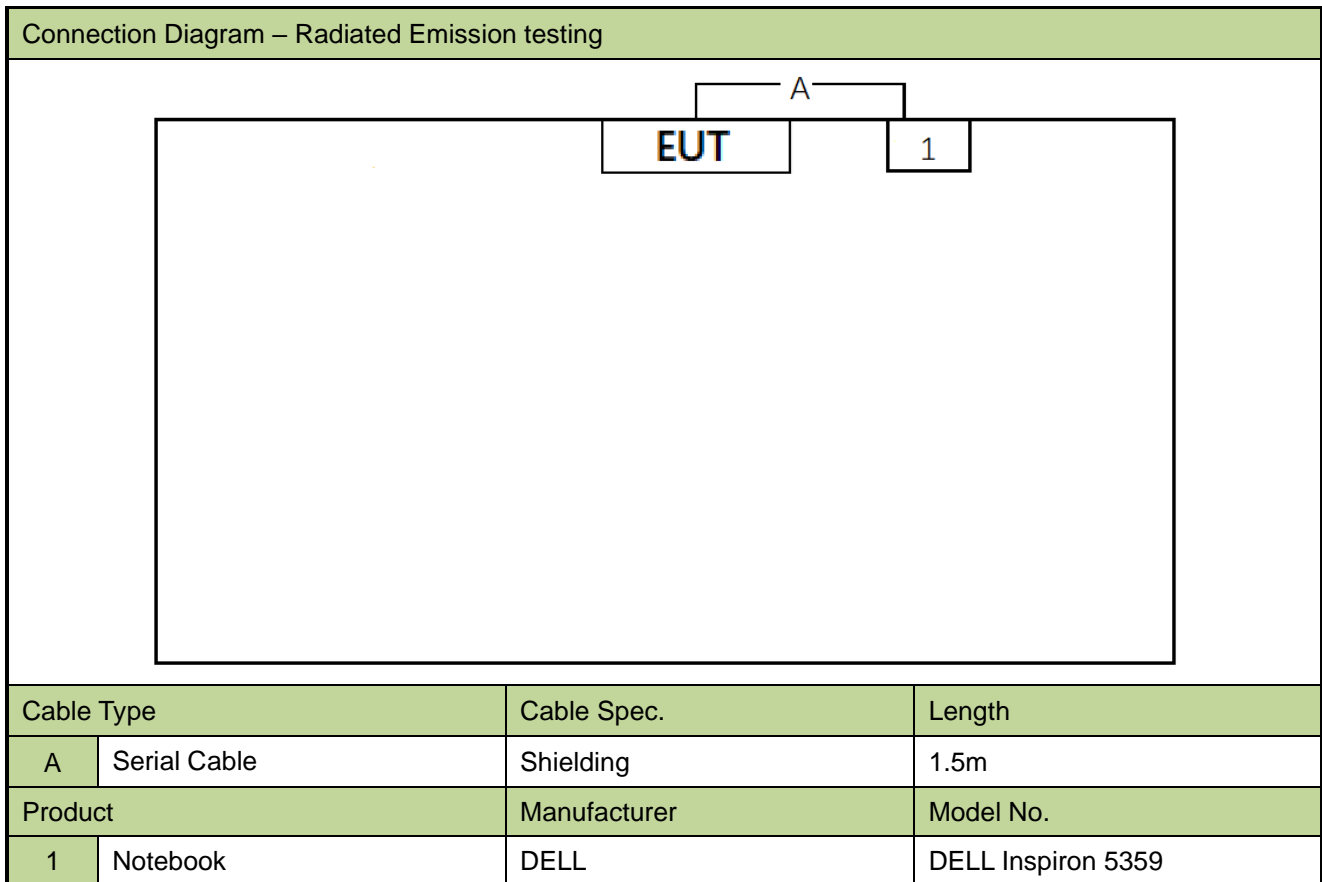 Connection Diagram – Radiated Emission testing
A
EUT
1
Cable Type Cable Spec. Length
A Serial Cable Shielding 1.5m
Product Manufacturer Model No.
1 Notebook DELL DELL Inspiron 5359